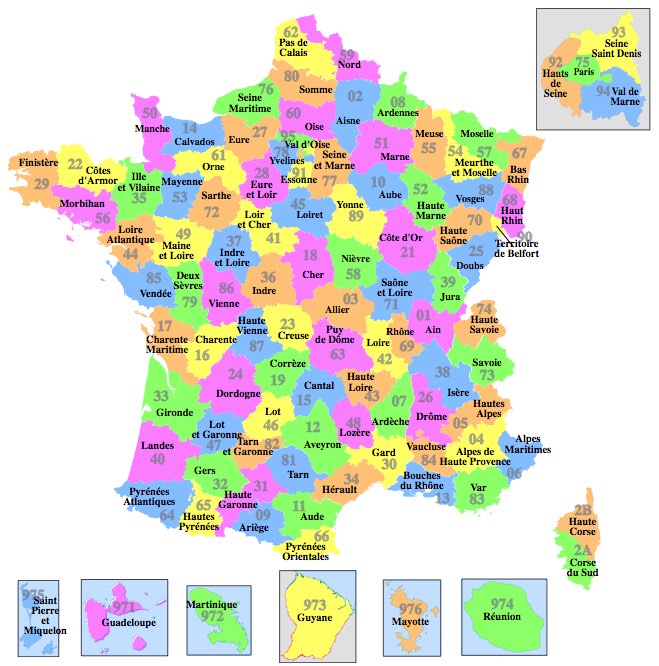 62
Pas de
Calais
59
Nord
93
Seine
Saint Denis
92
Hauts
de
Seine
75
Paris
94 Val de
Marne
80
Somme
76
Seine
Maritime
02
Aisne
08
Ardennes
60
Oise
50
Manche
14
Calvados
27
Eure
95
Val d'Oise
78
Yvelines
91
Essonne
Seine
et Marne
77
51
Marne
Meuse
55
Moselle
57
54
Meurthe
et Moselle
67
Bas
Rhin
Finistère
29
22
Côtes
d'Armor
Ille
et Vilaine
35
Mayenne
53
61
Orne
28
Eure
et Loir
10
Aube
52
Haute
Marne
88
Vosges
68
Haut
Rhin
Morbihan
56
Sarthe
72
45
Loiret
Yonne
89
70
Haute
Saône
90
Territoire
de Belfort
Loire
Atlantique
44
49
Maine
et Loire
Loir
et Cher
41
37
Indre
et Loire
18
Cher
Nièvre
58
Côte d'Or
21
25
Doubs
85
Vendée
Deux
Sèvres
79
86
Vienne
36
Indre
03
Allier
Saône
et Loire
71
39
Jura
17
Charente
Maritime
Charente
16
Haute
Vienne
87
23
Creuse
Puy
de Dôme
63
Loire
42
Rhône
69
01
Ain
74
Haute
Savoie
Savoie
73
33
Gironde
24
Dordogne
Corrèze
19
Cantal
15
Haute
Loire
43
07
Ardèche
26
Drôme
38
Isère
Hautes
Alpes
05
Landes
40
Lot
et Garonne
47
Lot
46
82
Tarn
et Garonne
12
Aveyron
48
Lozère
Gard
30
Vaucluse
84
04
Alpes de
Haute Provence
Alpes
Maritimes
06
Gers
32
81
Tarn
34
Hérault
Bouches
du Rhône
13
Var
83
Pyrénées
Atlantiques
64
65
Hautes
Pyrénées
31
Haute
Garonne
09
Ariège
11
Aude
66
Pyrénées
Orientales
2B
Haute
Corse
2A
Corse
du Sud
975
Saint
Pierre
et
Miquelon
971
Guadeloupe
Martinique
972
973
Guyane
976
Mayotte
974
Réunion